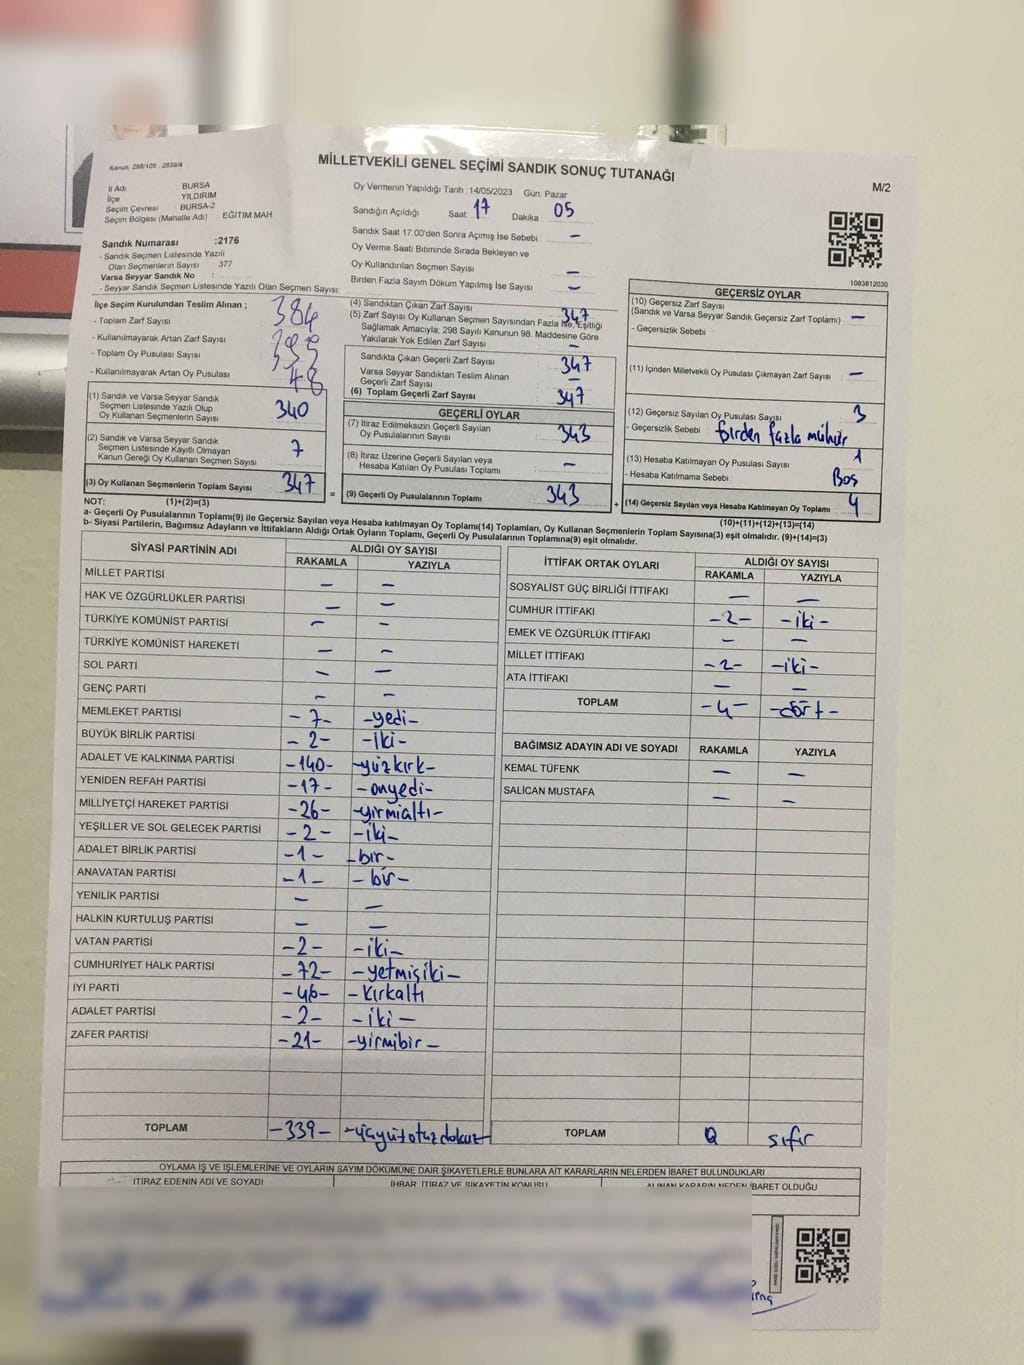 Kanun: 298/105 . 2839/4
MİLLETVEKİLİ GENEL SEÇİMİ SANDIK SONUÇ TUTANAĞI
M/2
İl Adı BURSA
İlçe YILDIRIM
Seçim Çevresi BURSA-2
Seçim Bölgesi (Mahalle Adı) EĞİTİM MAH
Sandık Numarası :2176
- Sandık Seçmen Listesinde Yazılı
Olan Seçmenlerin Sayısı : 377
Varsa Seyyar Sandık No :
- Seyyar Sandık Seçmen Listesinde Yazılı Olan Seçmen Sayısı:
Oy Vermenin Yapıldığı Tarih :14/05/2023 Gün: Pazar
Sandığın Açıldığı Saat 17 Dakika 05
Sandık Saat 17:00'den Sonra Açımış İse Sebebi : -
Oy Verme Saati Bitiminde Sırada Bekleyen ve
Oy Kullandırılan Seçmen Sayısı : -
Birden Fazla Sayım Döküm Yapılmış İse Sayısı : -
1083812030
İlçe Seçim Kurulundan Teslim Alınan ;
- Toplam Zarf Sayısı : 384
- Kullanılmayarak Artan Zarf Sayısı :
- Toplam Oy Pusulası Sayısı :
- Kullanılmayarak Artan Oy Pusulası : 48
(1) Sandık ve Varsa Seyyar Sandık
Seçmen Listesinde Yazılı Olup
Oy Kullanan Seçmenlerin Sayısı : 340
(2) Sandık ve Varsa Seyyar Sandık
Seçmen Listesinde Kayıtlı Olmayan
Kanun Gereği Oy Kullanan Seçmen Sayısı : 7
(3) Oy Kullanan Seçmenlerin Toplam Sayısı : 347
(1)+(2)=(3)
(4) Sandıktan Çıkan Zarf Sayısı : 347
(5) Zarf Sayısı Oy Kullanan Seçmen Sayısından Fazla İse, Eşitliği
Sağlamak Amacıyla, 298 Sayılı Kanunun 98. Maddesine Göre
Yakılarak Yok Edilen Zarf Sayısı : -
Sandıkta Çıkan Geçerli Zarf Sayısı : 347
Varsa Seyyar Sandıktan Teslim Alınan
Geçerli Zarf Sayısı : -
(6) Toplam Geçerli Zarf Sayısı : 347
GEÇERLİ OYLAR
(7) İtiraz Edilmeksizin Geçerli Sayılan
Oy Pusulalarının Sayısı : 343
(8) İtiraz Üzerine Geçerli Sayılan veya
Hesaba Katılan Oy Pusulası Toplamı : -
= (9) Geçerli Oy Pusulalarının Toplamı : 343
GEÇERSİZ OYLAR
(10) Geçersiz Zarf Sayısı
(Sandık ve Varsa Seyyar Sandık Geçersiz Zarf Toplamı) : -
- Geçersizlik Sebebi :
(11) İçinden Milletvekili Oy Pusulası Çıkmayan Zarf Sayısı : -
(12) Geçersiz Sayılan Oy Pusulası Sayısı : 3
- Geçersizlik Sebebi : birden fazla mühür
(13) Hesaba Katılmayan Oy Pusulası Sayısı : 1
- Hesaba Katılmama Sebebi : Boş
+ (14) Geçersiz Sayılan veya Hesaba Katılmayan Oy Toplamı : 4
(10)+(11)+(12)+(13)=(14)
NOT:
a- Geçerli Oy Pusulalarının Toplamı(9) ile Geçersiz Sayılan veya Hesaba katılmayan Oy Toplamı(14) Toplamları, Oy Kullanan Seçmenlerin Toplam Sayısına(3) eşit olmalıdır. (9)+(14)=(3)
b- Siyasi Partilerin, Bağımsız Adayların ve İttifakların Aldığı Ortak Oyların Toplamı, Geçerli Oy Pusulalarının Toplamına(9) eşit olmalıdır.
SİYASİ PARTİNİN ADI ALDIĞI OY SAYISI
RAKAMLA YAZIYLA
MİLLET PARTİSİ - -
HAK VE ÖZGÜRLÜKLER PARTİSİ - -
TÜRKİYE KOMÜNİST PARTİSİ - -
TÜRKİYE KOMÜNİST HAREKETİ - -
SOL PARTİ - -
GENÇ PARTİ - -
MEMLEKET PARTİSİ -7- -yedi-
BÜYÜK BİRLİK PARTİSİ -2- -iki-
ADALET VE KALKINMA PARTİSİ -140- -yüzkırk-
YENİDEN REFAH PARTİSİ -17- -onyedi-
MİLLİYETÇİ HAREKET PARTİSİ -26- -yirmialtı-
YEŞİLLER VE SOL GELECEK PARTİSİ -2- -iki-
ADALET BİRLİK PARTİSİ -1- -bir-
ANAVATAN PARTİSİ -1- -bir-
YENİLİK PARTİSİ - -
HALKIN KURTULUŞ PARTİSİ - -
VATAN PARTİSİ -2- -iki-
CUMHURİYET HALK PARTİSİ -72- -yetmişiki-
İYİ PARTİ -46- -kırkaltı
ADALET PARTİSİ -2- -iki-
ZAFER PARTİSİ -21- -yirmibir-
TOPLAM -339- -üçyüzotuzdokuz-
İTTİFAK ORTAK OYLARI ALDIĞI OY SAYISI
RAKAMLA YAZIYLA
SOSYALİST GÜÇ BİRLİĞİ İTTİFAKI - -
CUMHUR İTTİFAKI -2- -iki-
EMEK VE ÖZGÜRLÜK İTTİFAKI - -
MİLLET İTTİFAKI -2- -iki-
ATA İTTİFAKI - -
TOPLAM -4- -dört-
BAĞIMSIZ ADAYIN ADI VE SOYADI RAKAMLA YAZIYLA
KEMAL TÜFENK - -
SALİCAN MUSTAFA - -
TOPLAM 0 sıfır
OYLAMA İŞ VE İŞLEMLERİNE VE OYLARIN SAYIM DÖKÜMÜNE DAİR ŞİKAYETLERLE BUNLARA AİT KARARLARIN NELERDEN İBARET BULUNDUKLARI
İTİRAZ EDENİN ADI VE SOYADI İHBAR, İTİRAZ VE ŞİKAYETİN KONUSU ALINAN KARARIN NEDEN İBARET OLDUĞU